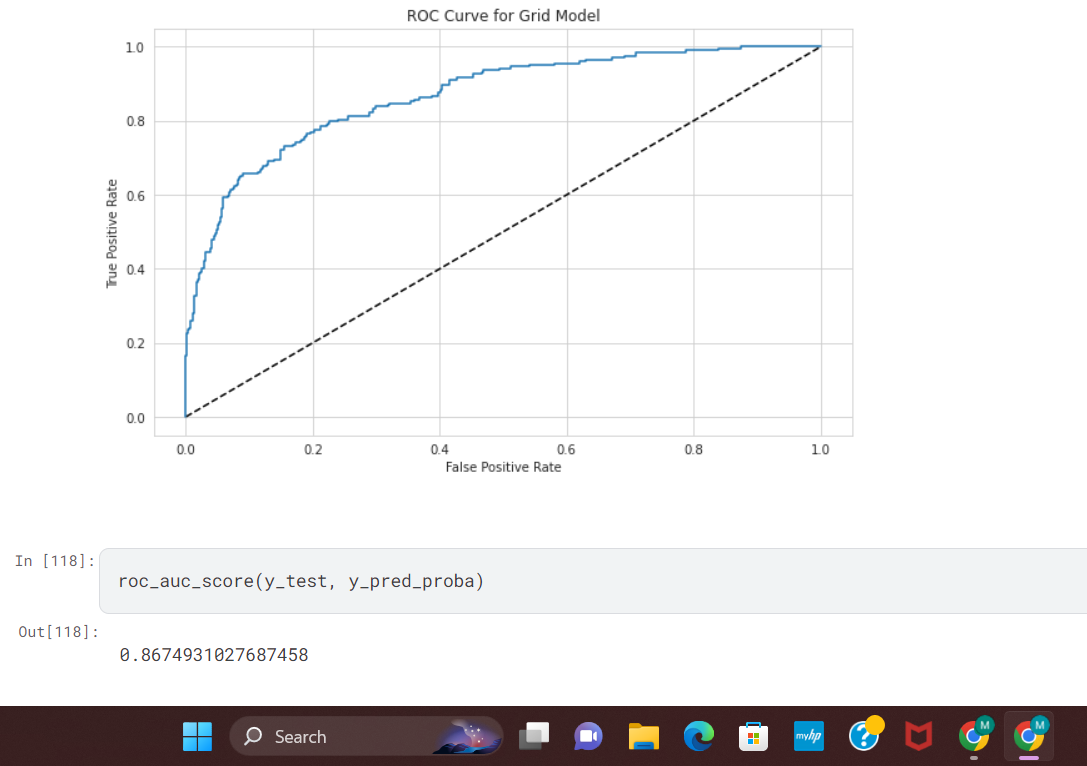 ROC Curve for Grid Model
1.0
0.8
0.6
0.4
0.2
0.0
True Positive Rate
0.0 0.2 0.4 0.6 0.8 1.0
False Positive Rate
In [118]:
roc_auc_score(y_test, y_pred_proba)
Out[118]:
0.8674931027687458
Search
myhp
?
M
M